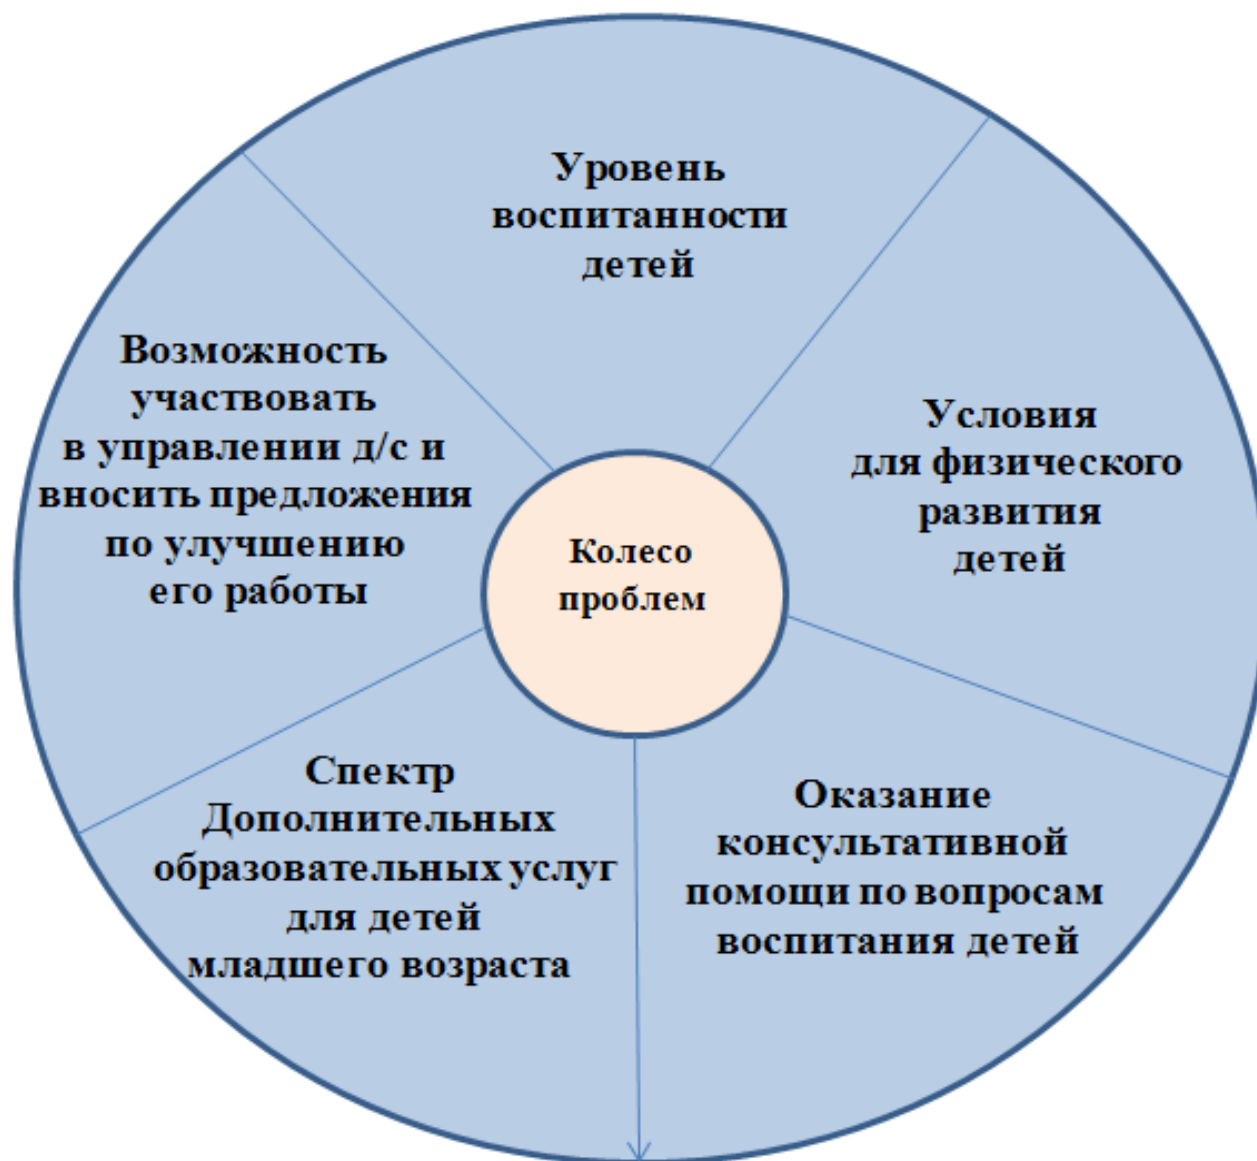 Уровень
воспитанности
детей
Возможность
участвовать
в управлении д/с и
вносить предложения
по улучшению
его работы
Условия
для физического
развития
детей
Колесо
проблем
Спектр
Дополнительных
образовательных услуг
для детей
младшего возраста
Оказание
консультативной
помощи по вопросам
воспитания детей